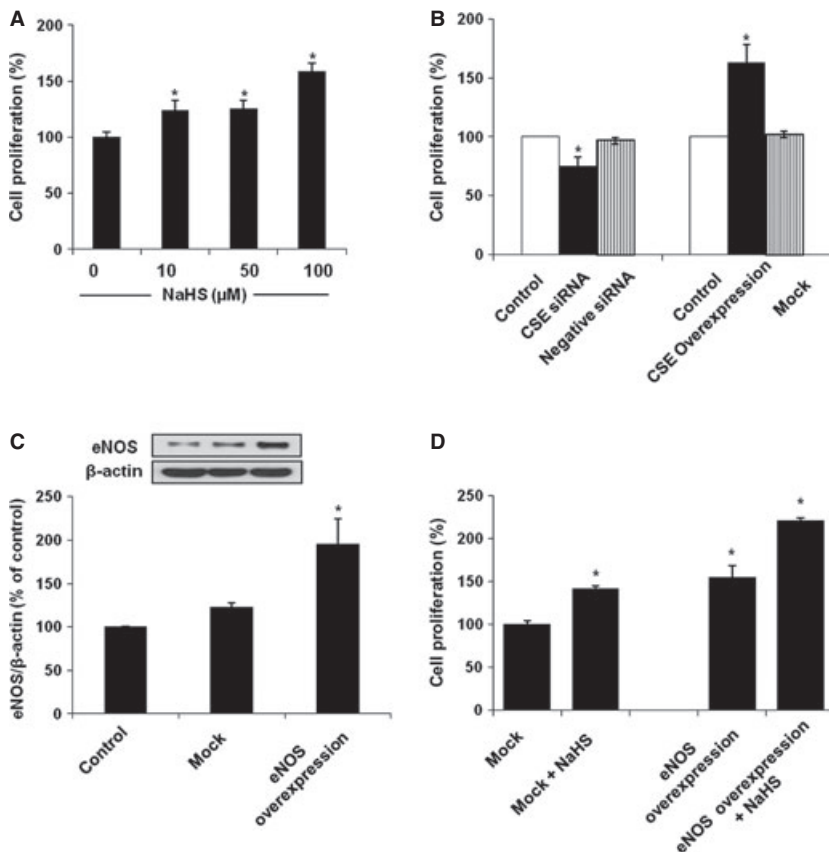 A
Cell proliferation (%)
200
150
100
50
0
*
*
*
0 10 50 100
NaHS (µM)
B
Cell proliferation (%)
200
150
100
50
0
*
*
Control
CSE siRNA
Negative siRNA
Control
CSE Overexpression
Mock
C
eNOS
β-actin
eNOS/β-actin (% of control)
250
200
150
100
50
0
*
Control
Mock
eNOS
overexpression
D
Cell proliferation (%)
250
200
150
100
50
0
*
*
*
Mock
Mock + NaHS
eNOS
overexpression
eNOS overexpression
+ NaHS